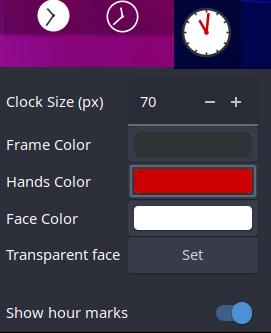 Clock Size (px) 70 − +
Frame Color
Hands Color
Face Color
Transparent face Set
Show hour marks